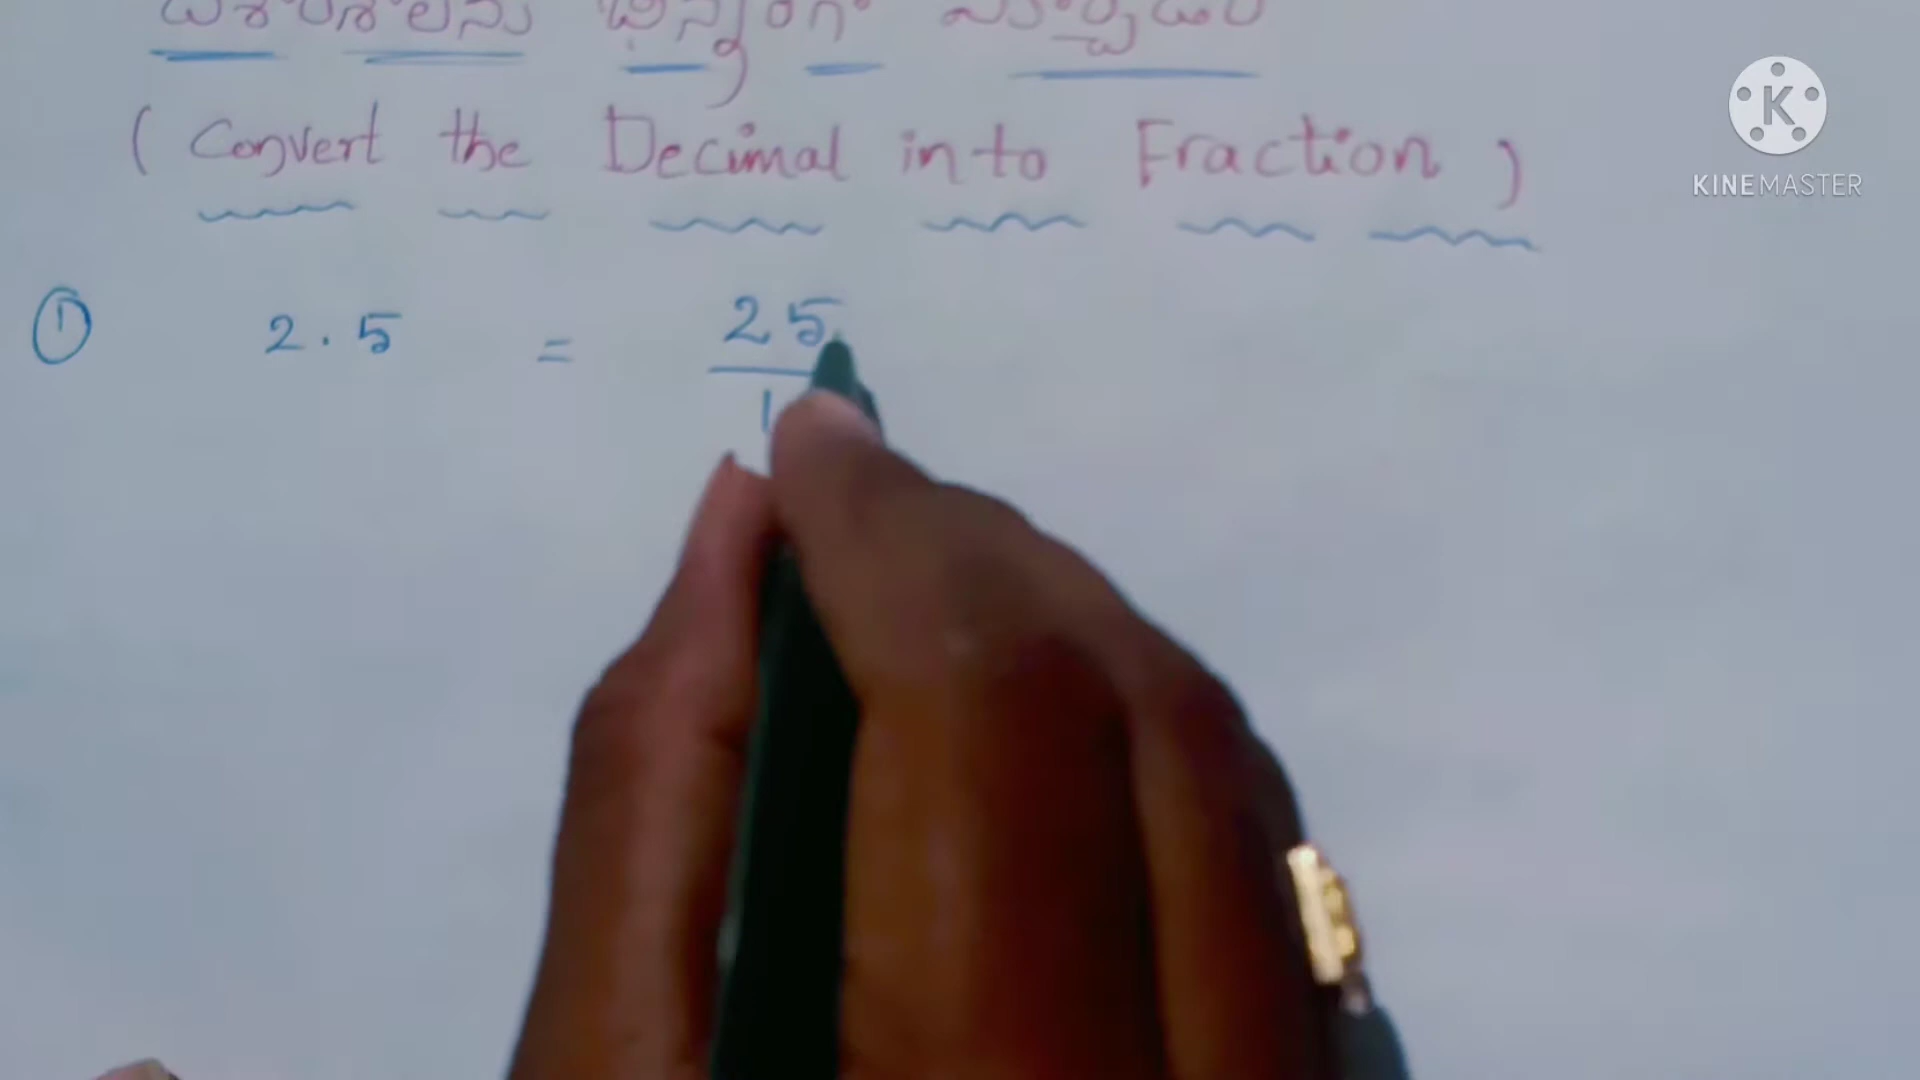 ( Convert the Decimal into Fraction )
① 2.5 = 25
1
KINEMASTER